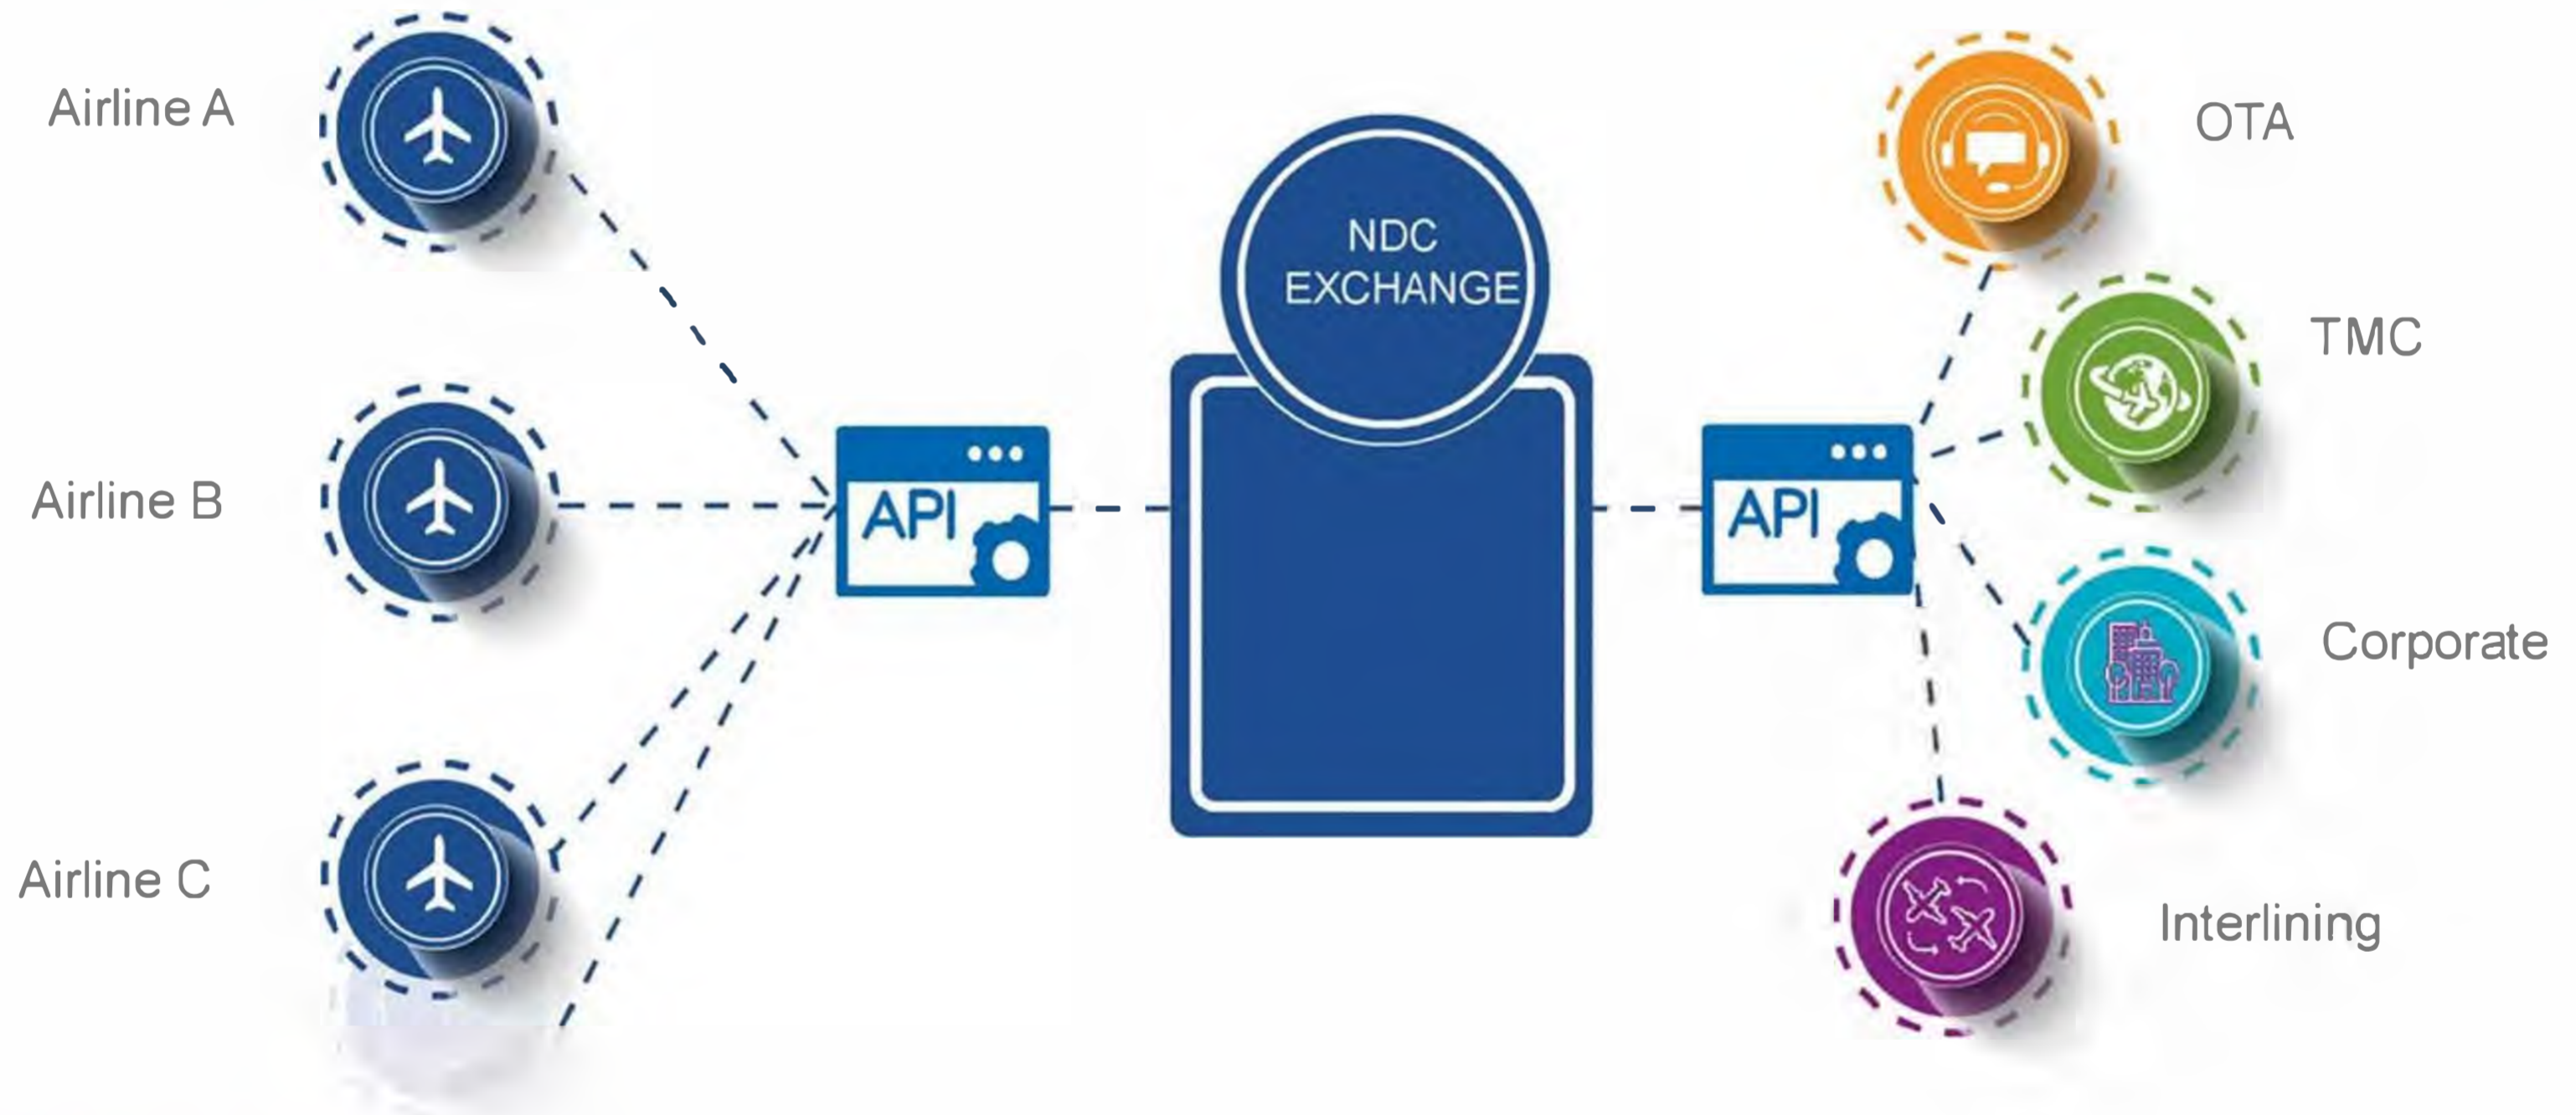 Airline A
Airline B
Airline C
API
NDC
EXCHANGE
API
OTA
TMC
Corporate
Interlining